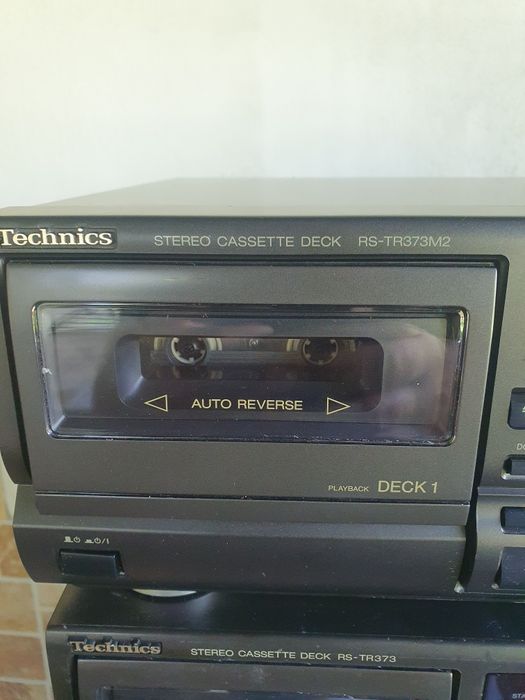 Technics STEREO CASSETTE DECK RS-TR373M2
AUTO REVERSE
PLAYBACK DECK 1
Technics STEREO CASSETTE DECK RS-TR373